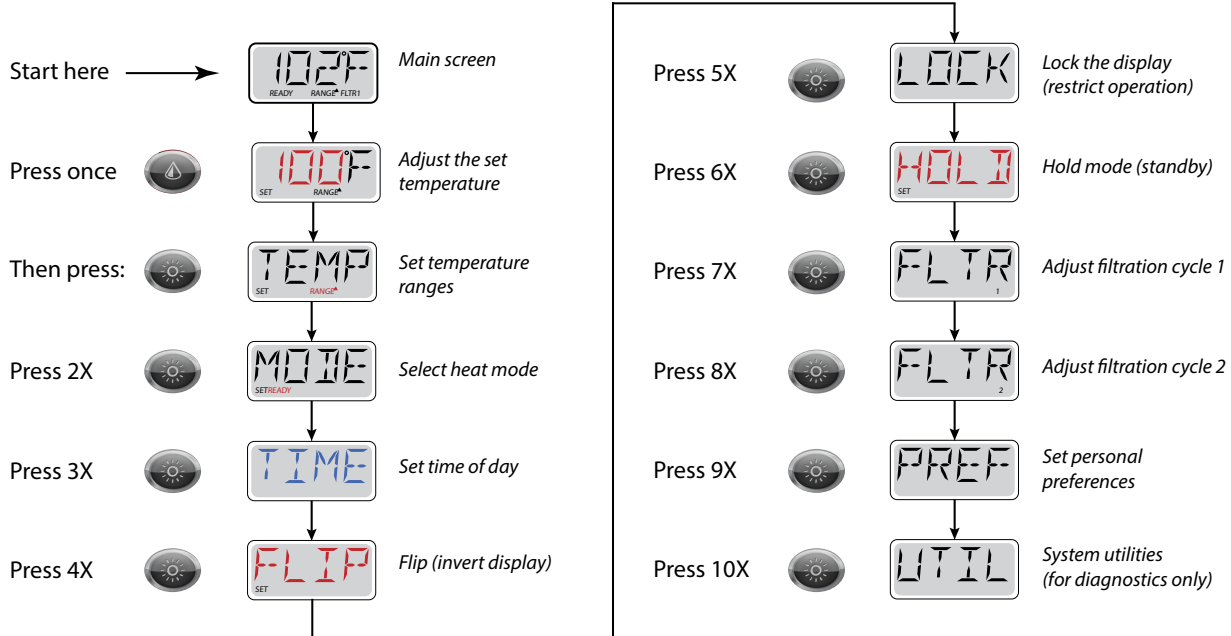 Start here
102°F
READY RANGE FLTR1
Main screen
Press once
100°F
SET RANGE
Adjust the set
temperature
Then press:
TEMP
SET RANGE
Set temperature
ranges
Press 2X
MODE
SET READY
Select heat mode
Press 3X
TIME
Set time of day
Press 4X
FLIP
SET
Flip (invert display)
Press 5X
LOCK
Lock the display
(restrict operation)
Press 6X
HOLD
SET
Hold mode (standby)
Press 7X
FLTR
1
Adjust filtration cycle 1
Press 8X
FLTR
2
Adjust filtration cycle 2
Press 9X
PREF
Set personal
preferences
Press 10X
UTIL
System utilities
(for diagnostics only)